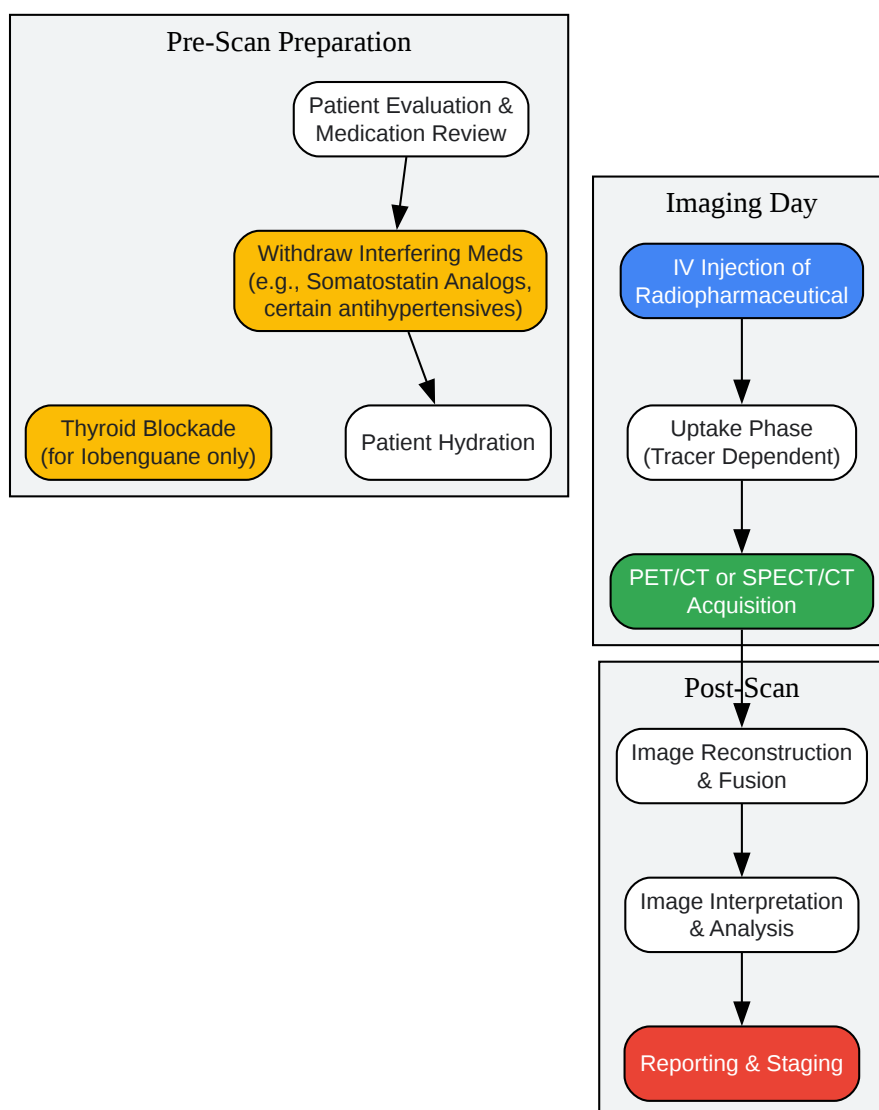 Pre-Scan Preparation
Patient Evaluation &
Medication Review
Withdraw Interfering Meds
(e.g., Somatostatin Analogs,
certain antihypertensives)
Thyroid Blockade
(for Iobenguane only)
Patient Hydration
Imaging Day
IV Injection of
Radiopharmaceutical
Uptake Phase
(Tracer Dependent)
PET/CT or SPECT/CT
Acquisition
Post-Scan
Image Reconstruction
& Fusion
Image Interpretation
& Analysis
Reporting & Staging